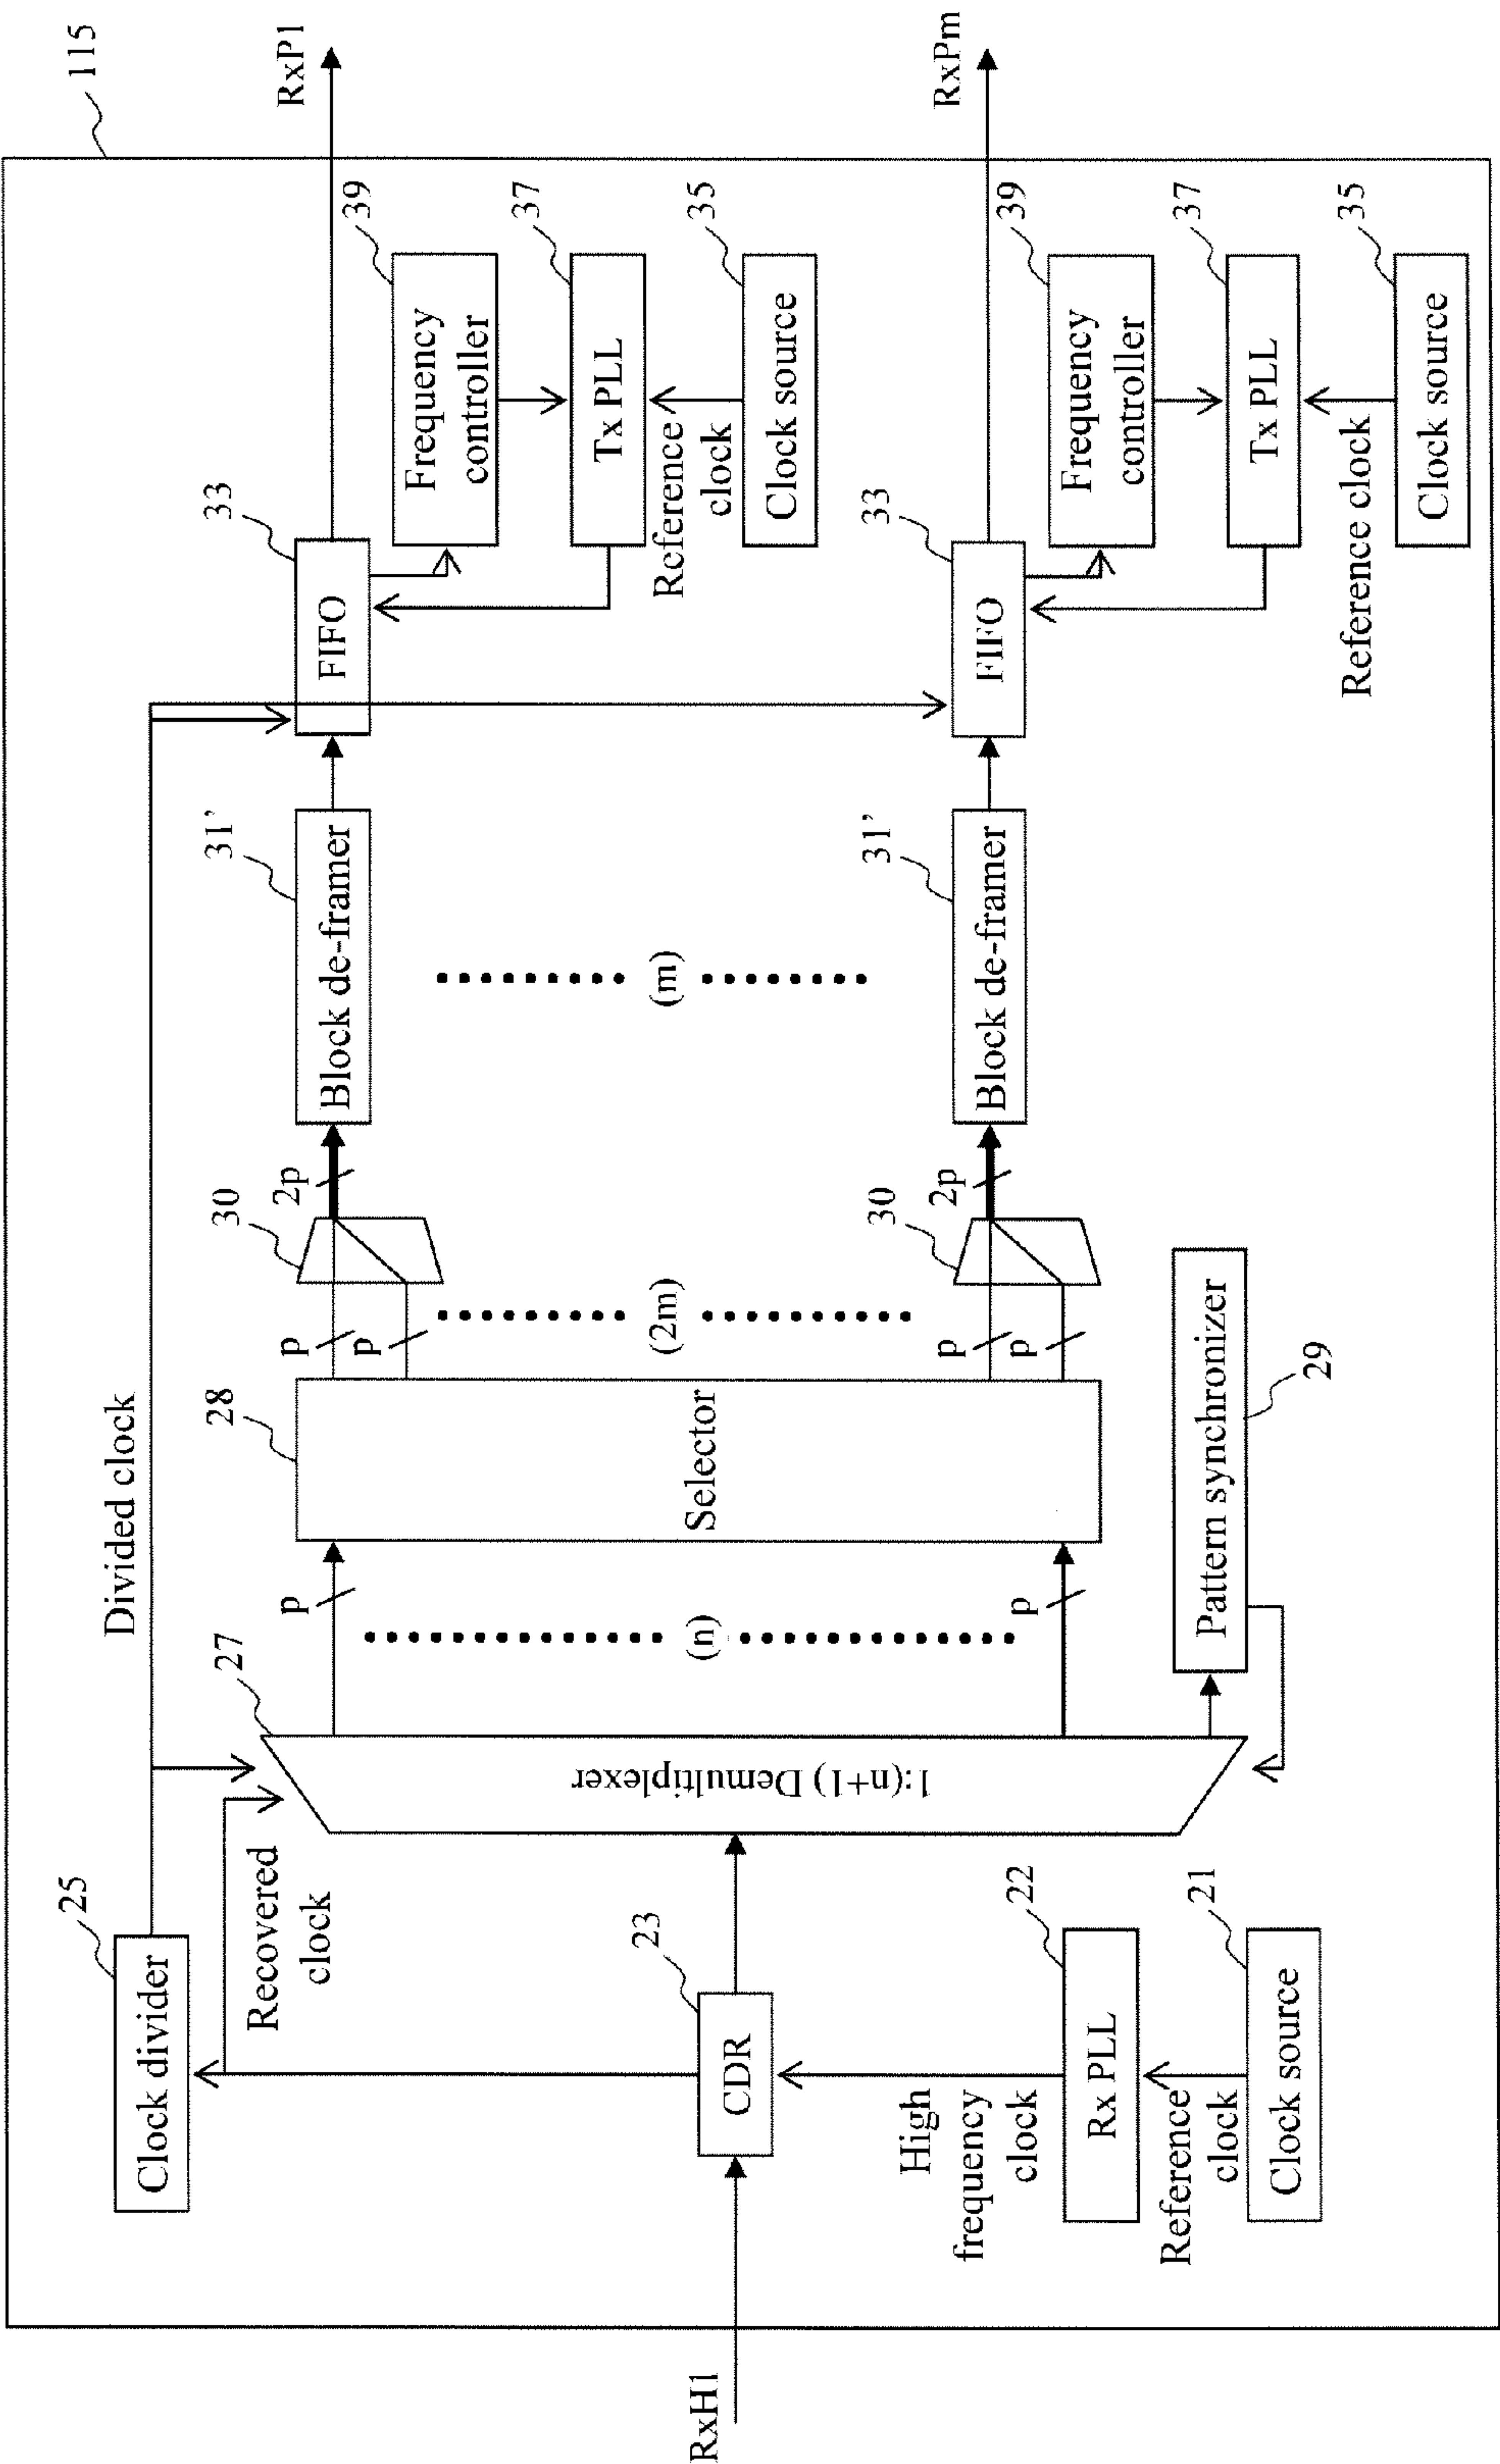 115
RxP1
RxPm
39
Frequency
controller
37
Tx PLL
Reference
clock
35
Clock source
33
FIFO
39
Frequency
controller
37
Tx PLL
Reference clock
35
Clock source
33
FIFO
31’
Block de-framer
(m)
31’
Block de-framer
30
2p
30
2p
p
p
(2m)
p
p
28
Selector
29
Pattern synchronizer
Divided clock
p
(n)
p
27
1:(n+1) Demultiplexer
25
Clock divider
Recovered
clock
23
CDR
High
frequency
clock
22
Rx PLL
Reference
clock
21
Clock source
RxH1